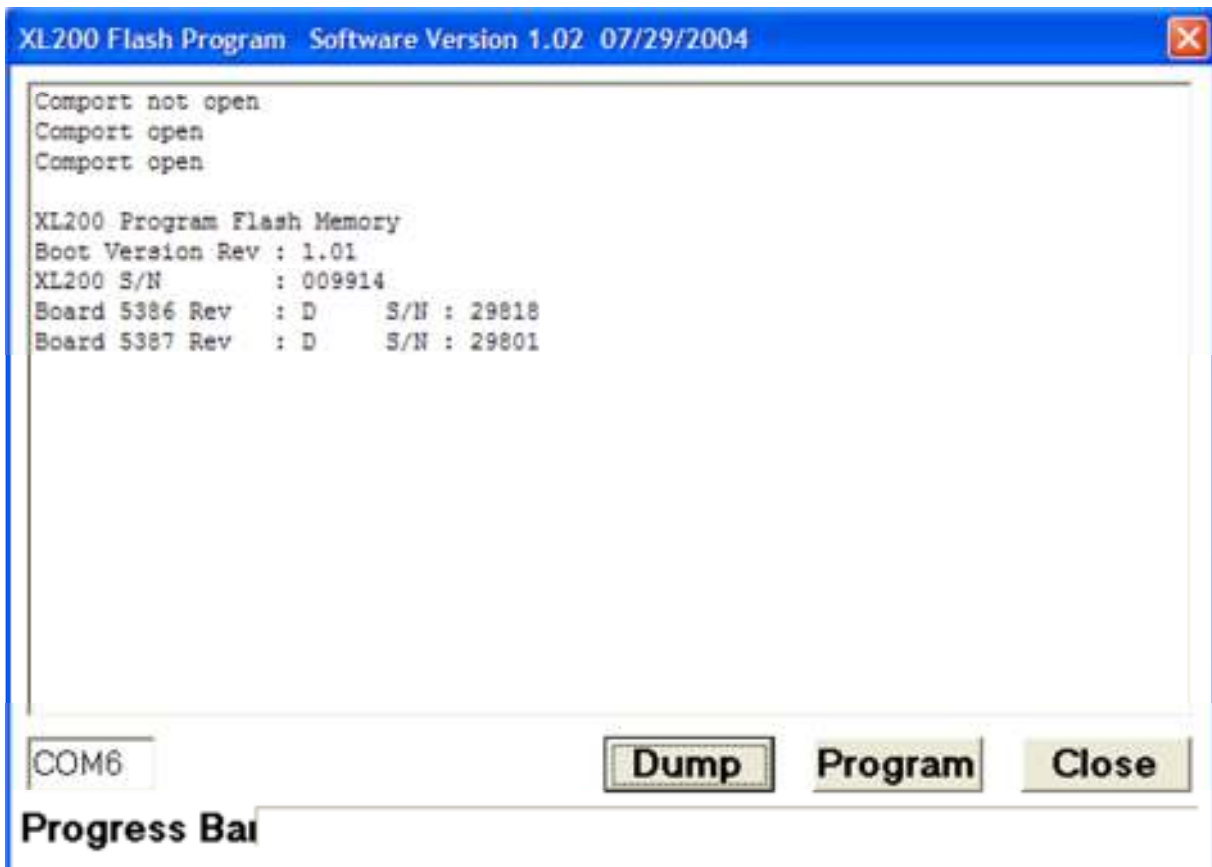 XL200 Flash Program Software Version 1.02 07/29/2004
Comport not open
Comport open
Comport open
XL200 Program Flash Memory
Boot Version Rev : 1.01
XL200 S/N : 009914
Board 5386 Rev : D S/N : 29818
Board 5387 Rev : D S/N : 29801
COM6 Dump Program Close
Progress Bar